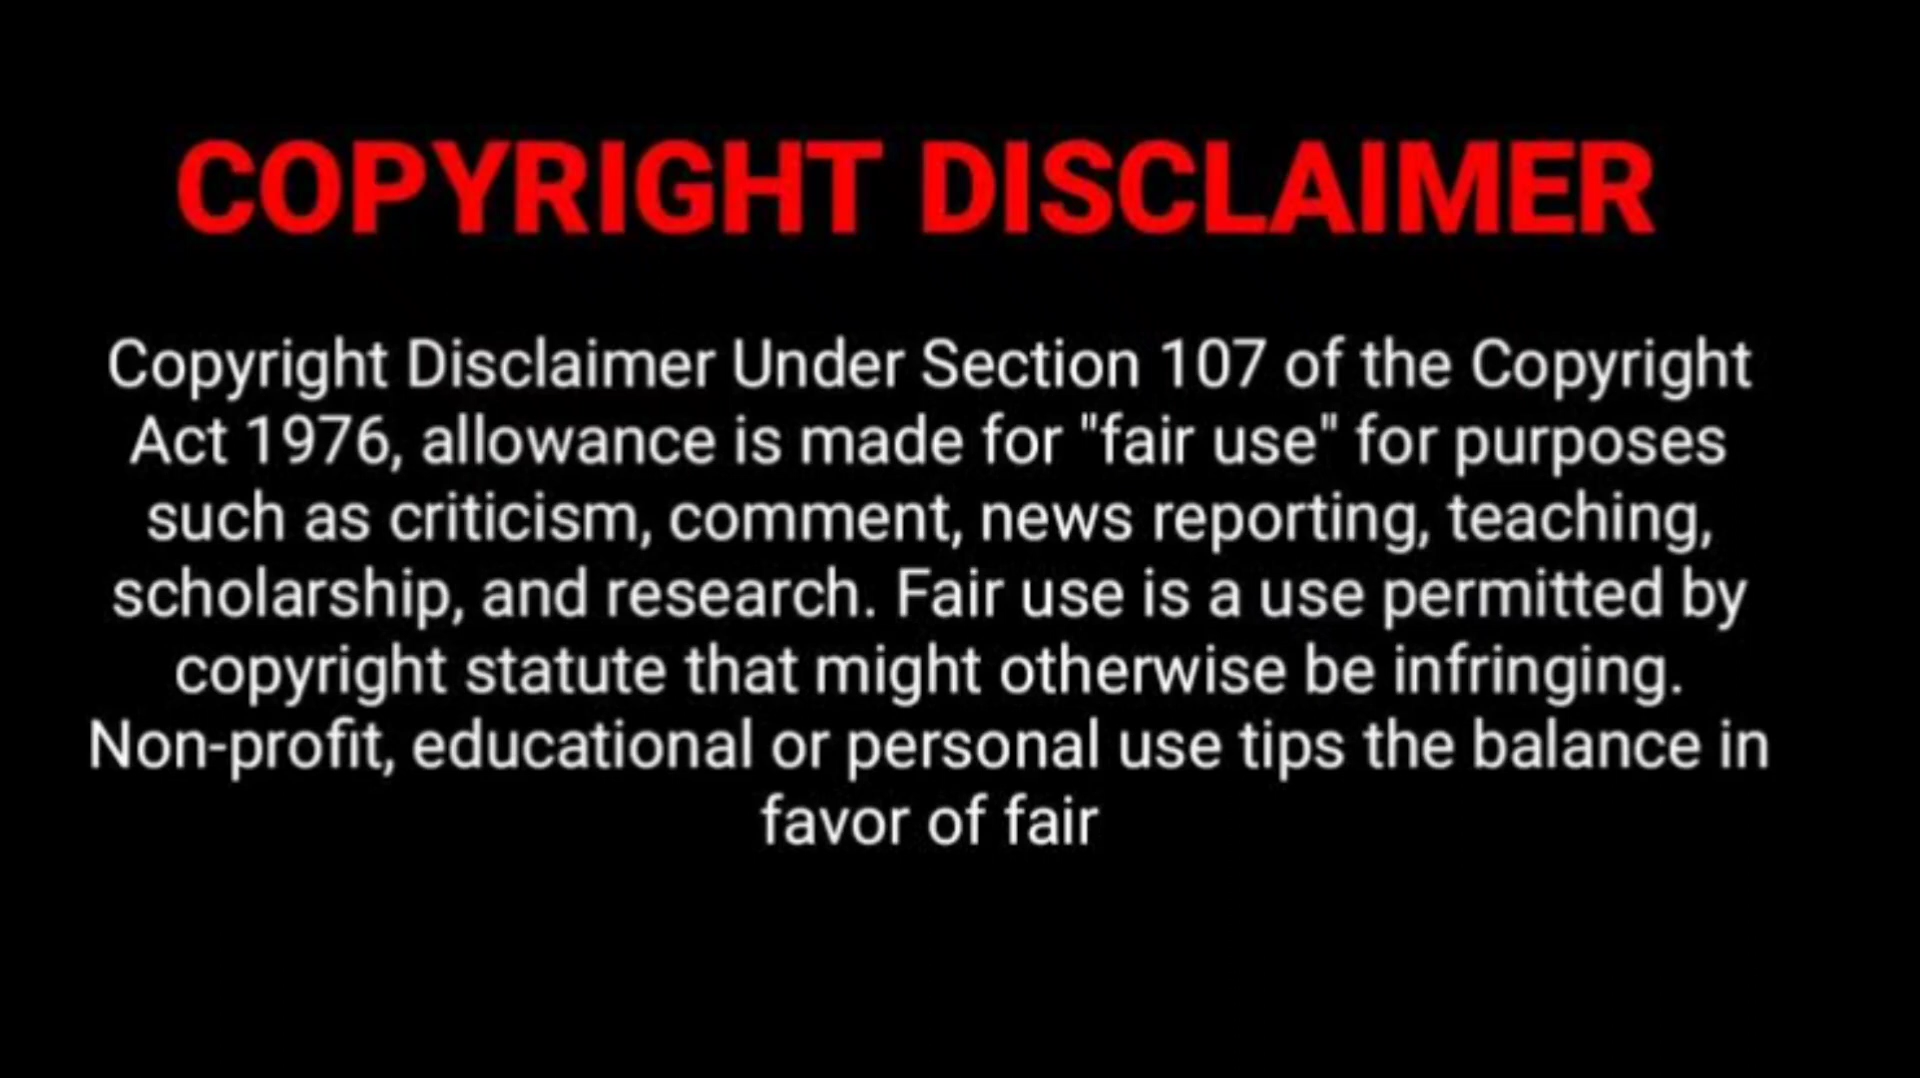 COPYRIGHT DISCLAIMER
Copyright Disclaimer Under Section 107 of the Copyright
Act 1976, allowance is made for "fair use" for purposes
such as criticism, comment, news reporting, teaching,
scholarship, and research. Fair use is a use permitted by
copyright statute that might otherwise be infringing.
Non-profit, educational or personal use tips the balance in
favor of fair